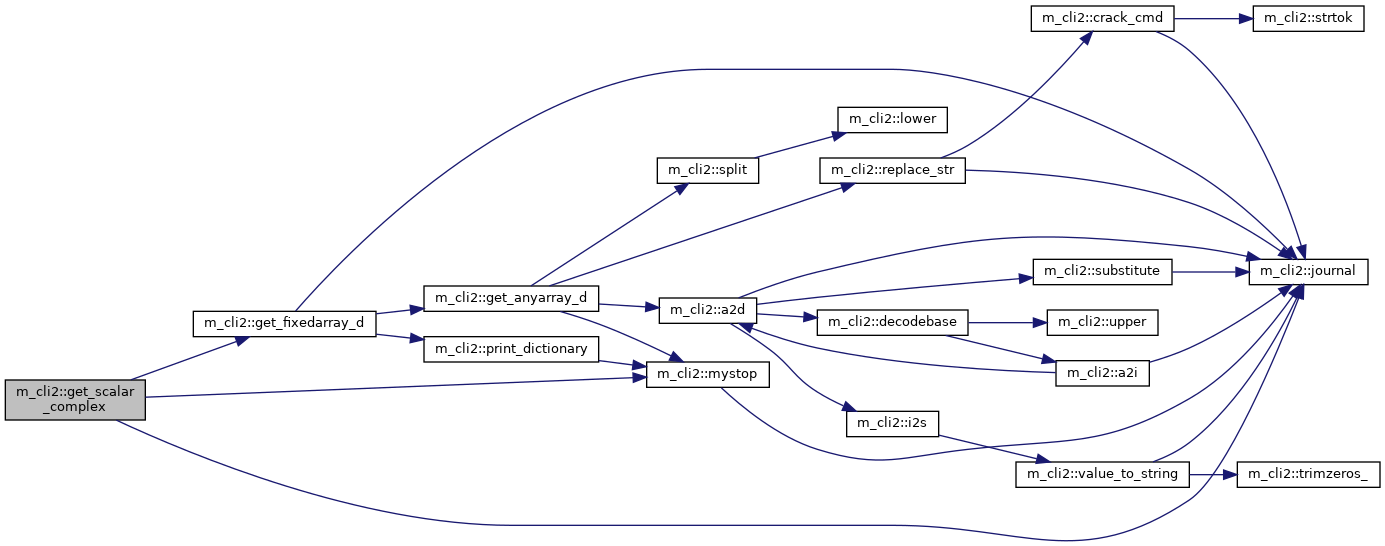 m_cli2::crack_cmd
m_cli2::strtok
m_cli2::lower
m_cli2::split
m_cli2::replace_str
m_cli2::substitute
m_cli2::journal
m_cli2::get_anyarray_d
m_cli2::a2d
m_cli2::get_fixedarray_d
m_cli2::decodebase
m_cli2::upper
m_cli2::print_dictionary
m_cli2::mystop
m_cli2::a2i
m_cli2::get_scalar
_complex
m_cli2::i2s
m_cli2::value_to_string
m_cli2::trimzeros_